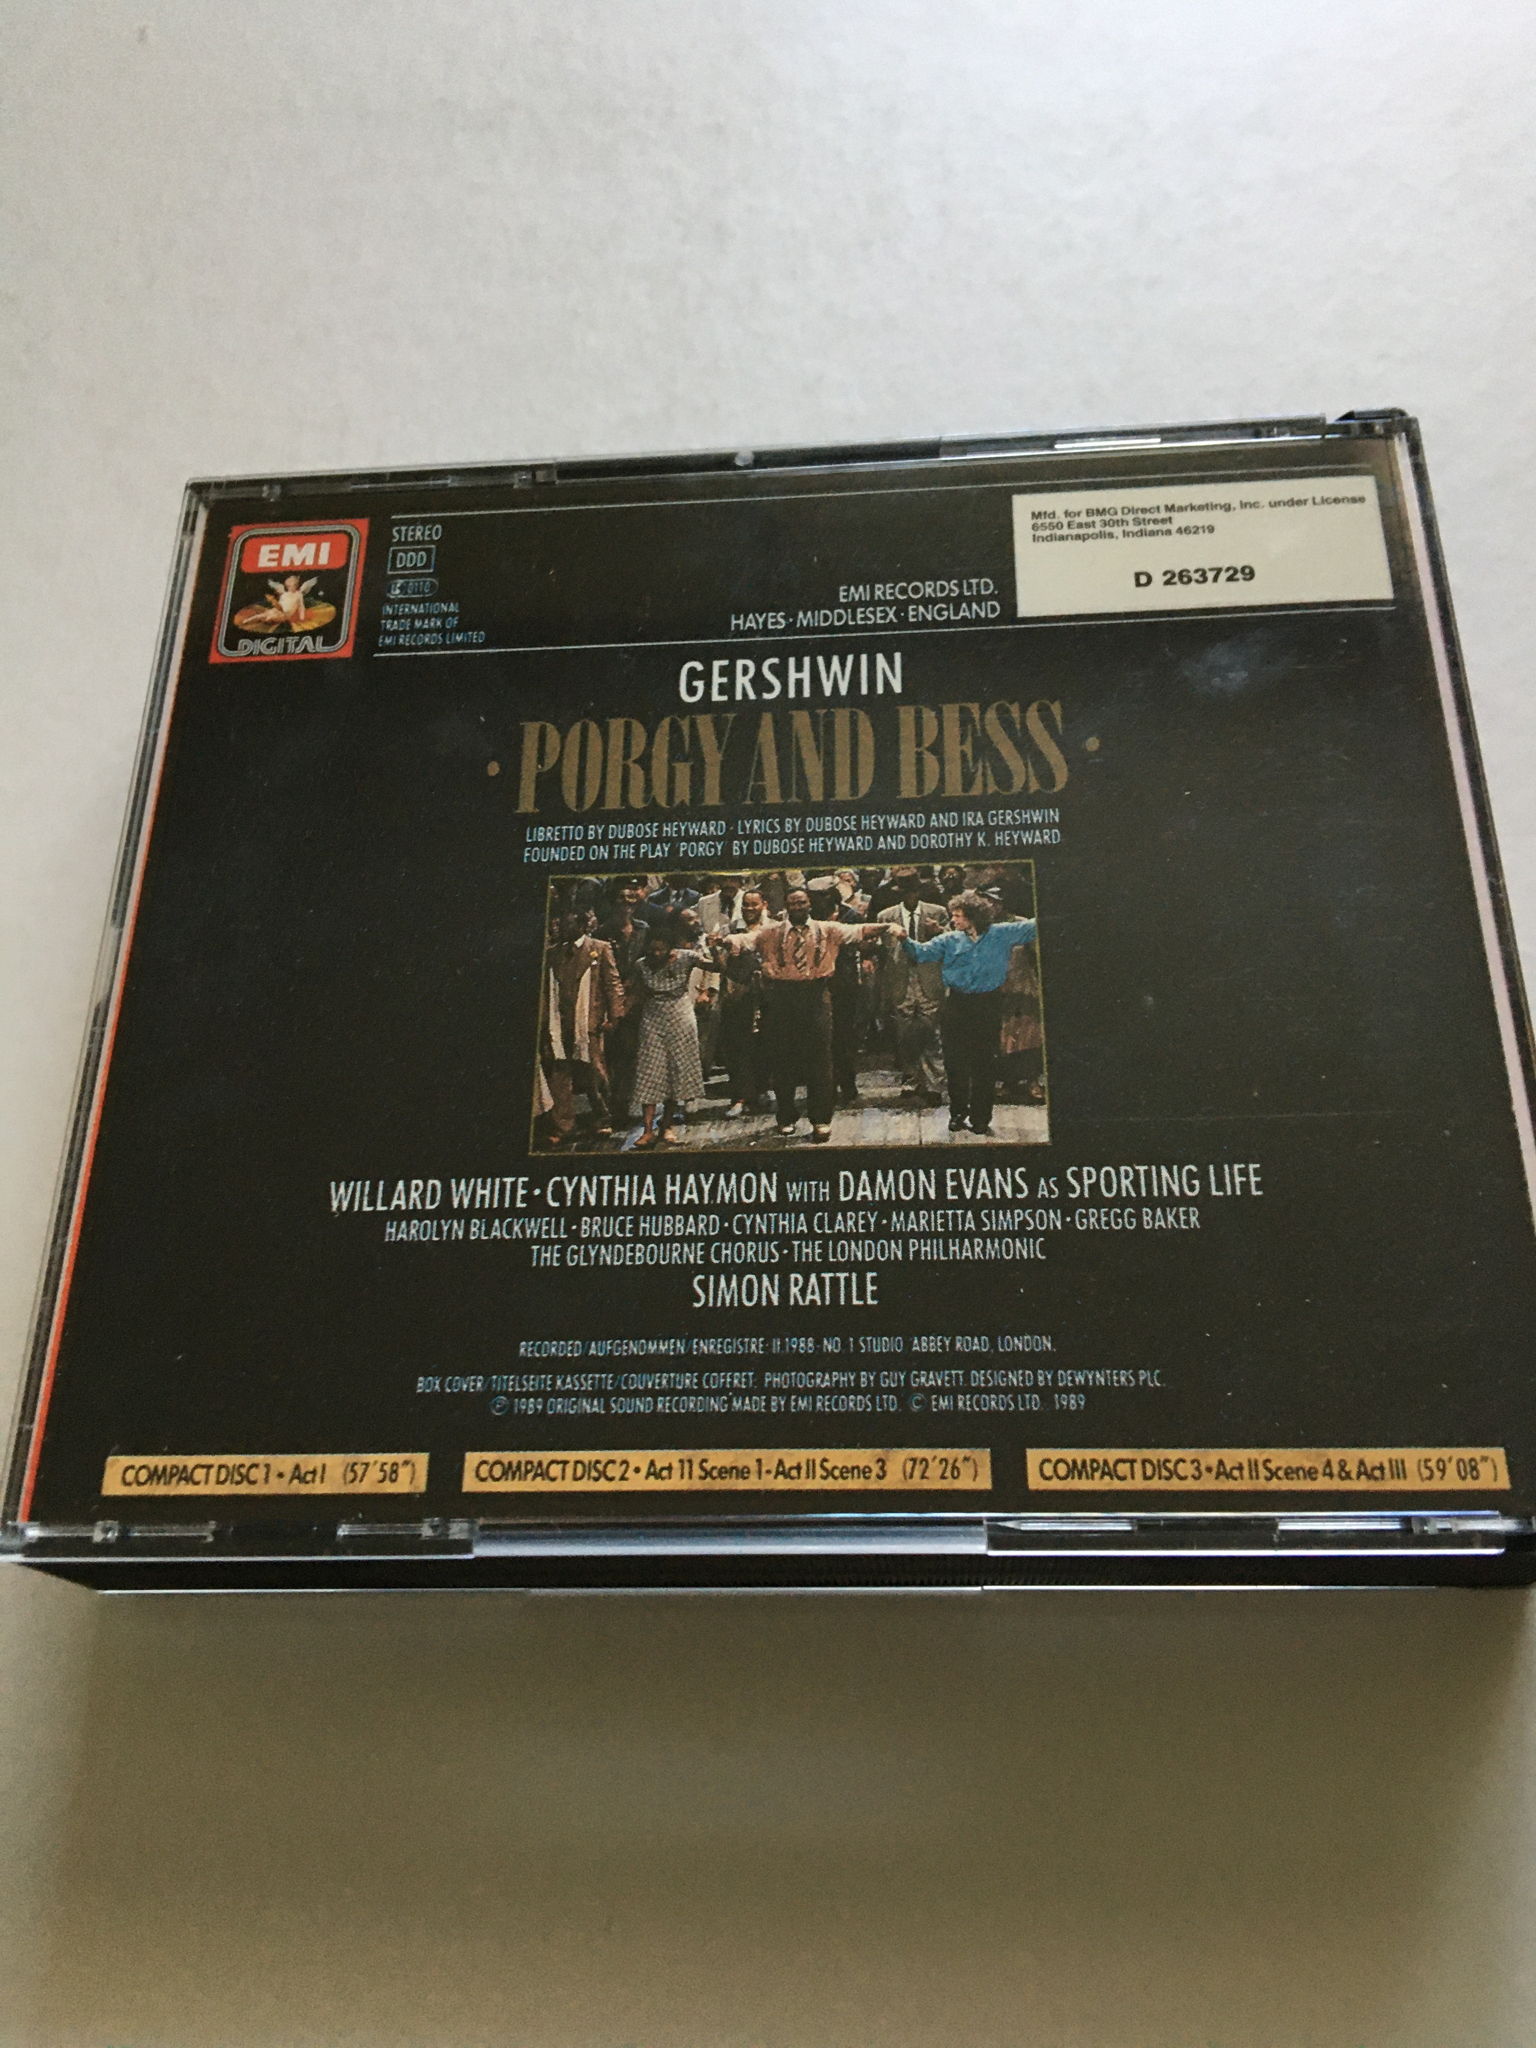 EMI
DIGITAL
STEREO
DDD
INTERNATIONAL
TRADE MARK OF
EMI RECORDS LIMITED
EMI RECORDS LTD.
HAYES · MIDDLESEX · ENGLAND
Mfd. for BMG Direct Marketing, Inc. under License
6550 East 30th Street
Indianapolis, Indiana 46219
D 263729
GERSHWIN
· PORGY AND BESS ·
LIBRETTO BY DUBOSE HEYWARD · LYRICS BY DUBOSE HEYWARD AND IRA GERSHWIN
FOUNDED ON THE PLAY 'PORGY' BY DUBOSE HEYWARD AND DOROTHY K. HEYWARD
WILLARD WHITE · CYNTHIA HAYMON WITH DAMON EVANS AS SPORTING LIFE
HAROLYN BLACKWELL · BRUCE HUBBARD · CYNTHIA CLAREY · MARIETTA SIMPSON · GREGG BAKER
THE GLYNDEBOURNE CHORUS · THE LONDON PHILHARMONIC
SIMON RATTLE
RECORDED/AUFGENOMMEN/ENREGISTRE: II.1988 · NO. 1 STUDIO ABBEY ROAD, LONDON.
BOX COVER/TITELSEITE KASSETTE/COUVERTURE COFFRET: PHOTOGRAPHY BY GUY GRAVETT. DESIGNED BY DEWYNTERS PLC.
℗ 1989 ORIGINAL SOUND RECORDING MADE BY EMI RECORDS LTD. © EMI RECORDS LTD. 1989
COMPACT DISC 1 • Act I (57'58")
COMPACT DISC 2 • Act 11 Scene 1-Act II Scene 3 (72'26")
COMPACT DISC 3 • Act II Scene 4 & Act III (59'08")